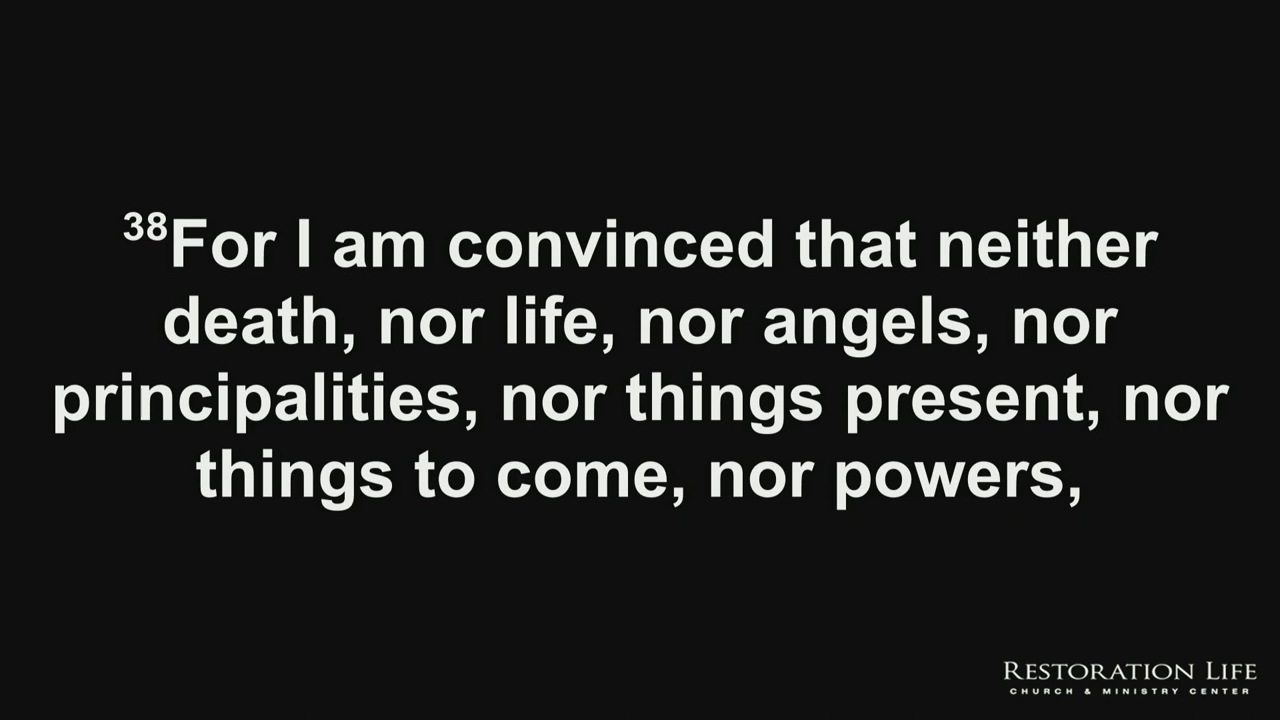 ³⁸For I am convinced that neither
death, nor life, nor angels, nor
principalities, nor things present, nor
things to come, nor powers,
RESTORATION LIFE
CHURCH & MINISTRY CENTER